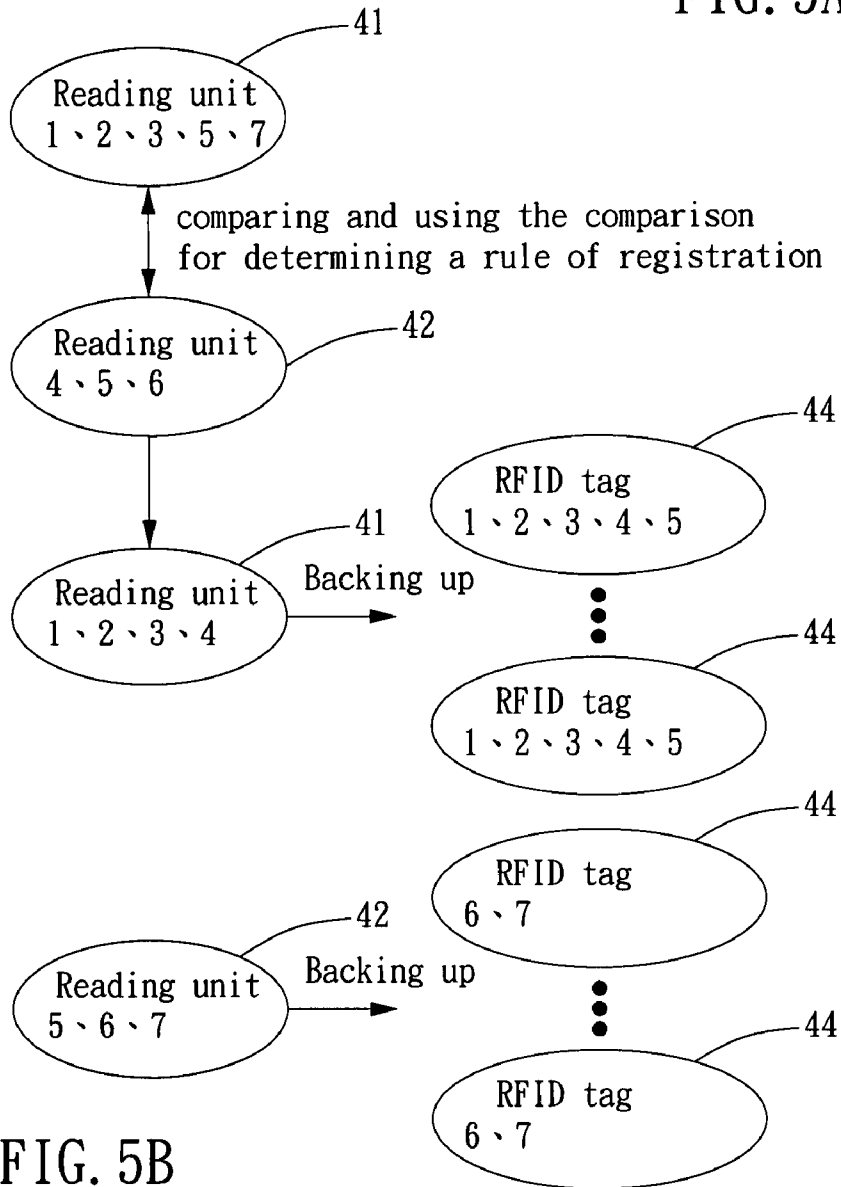 FIG. 5A
41
Reading unit
1、2、3、5、7
comparing and using the comparison
for determining a rule of registration
42
Reading unit
4、5、6
44
RFID tag
1、2、3、4、5
41
Reading unit
1、2、3、4
Backing up
44
RFID tag
1、2、3、4、5
44
RFID tag
6、7
42
Reading unit
5、6、7
Backing up
44
RFID tag
6、7
FIG. 5B